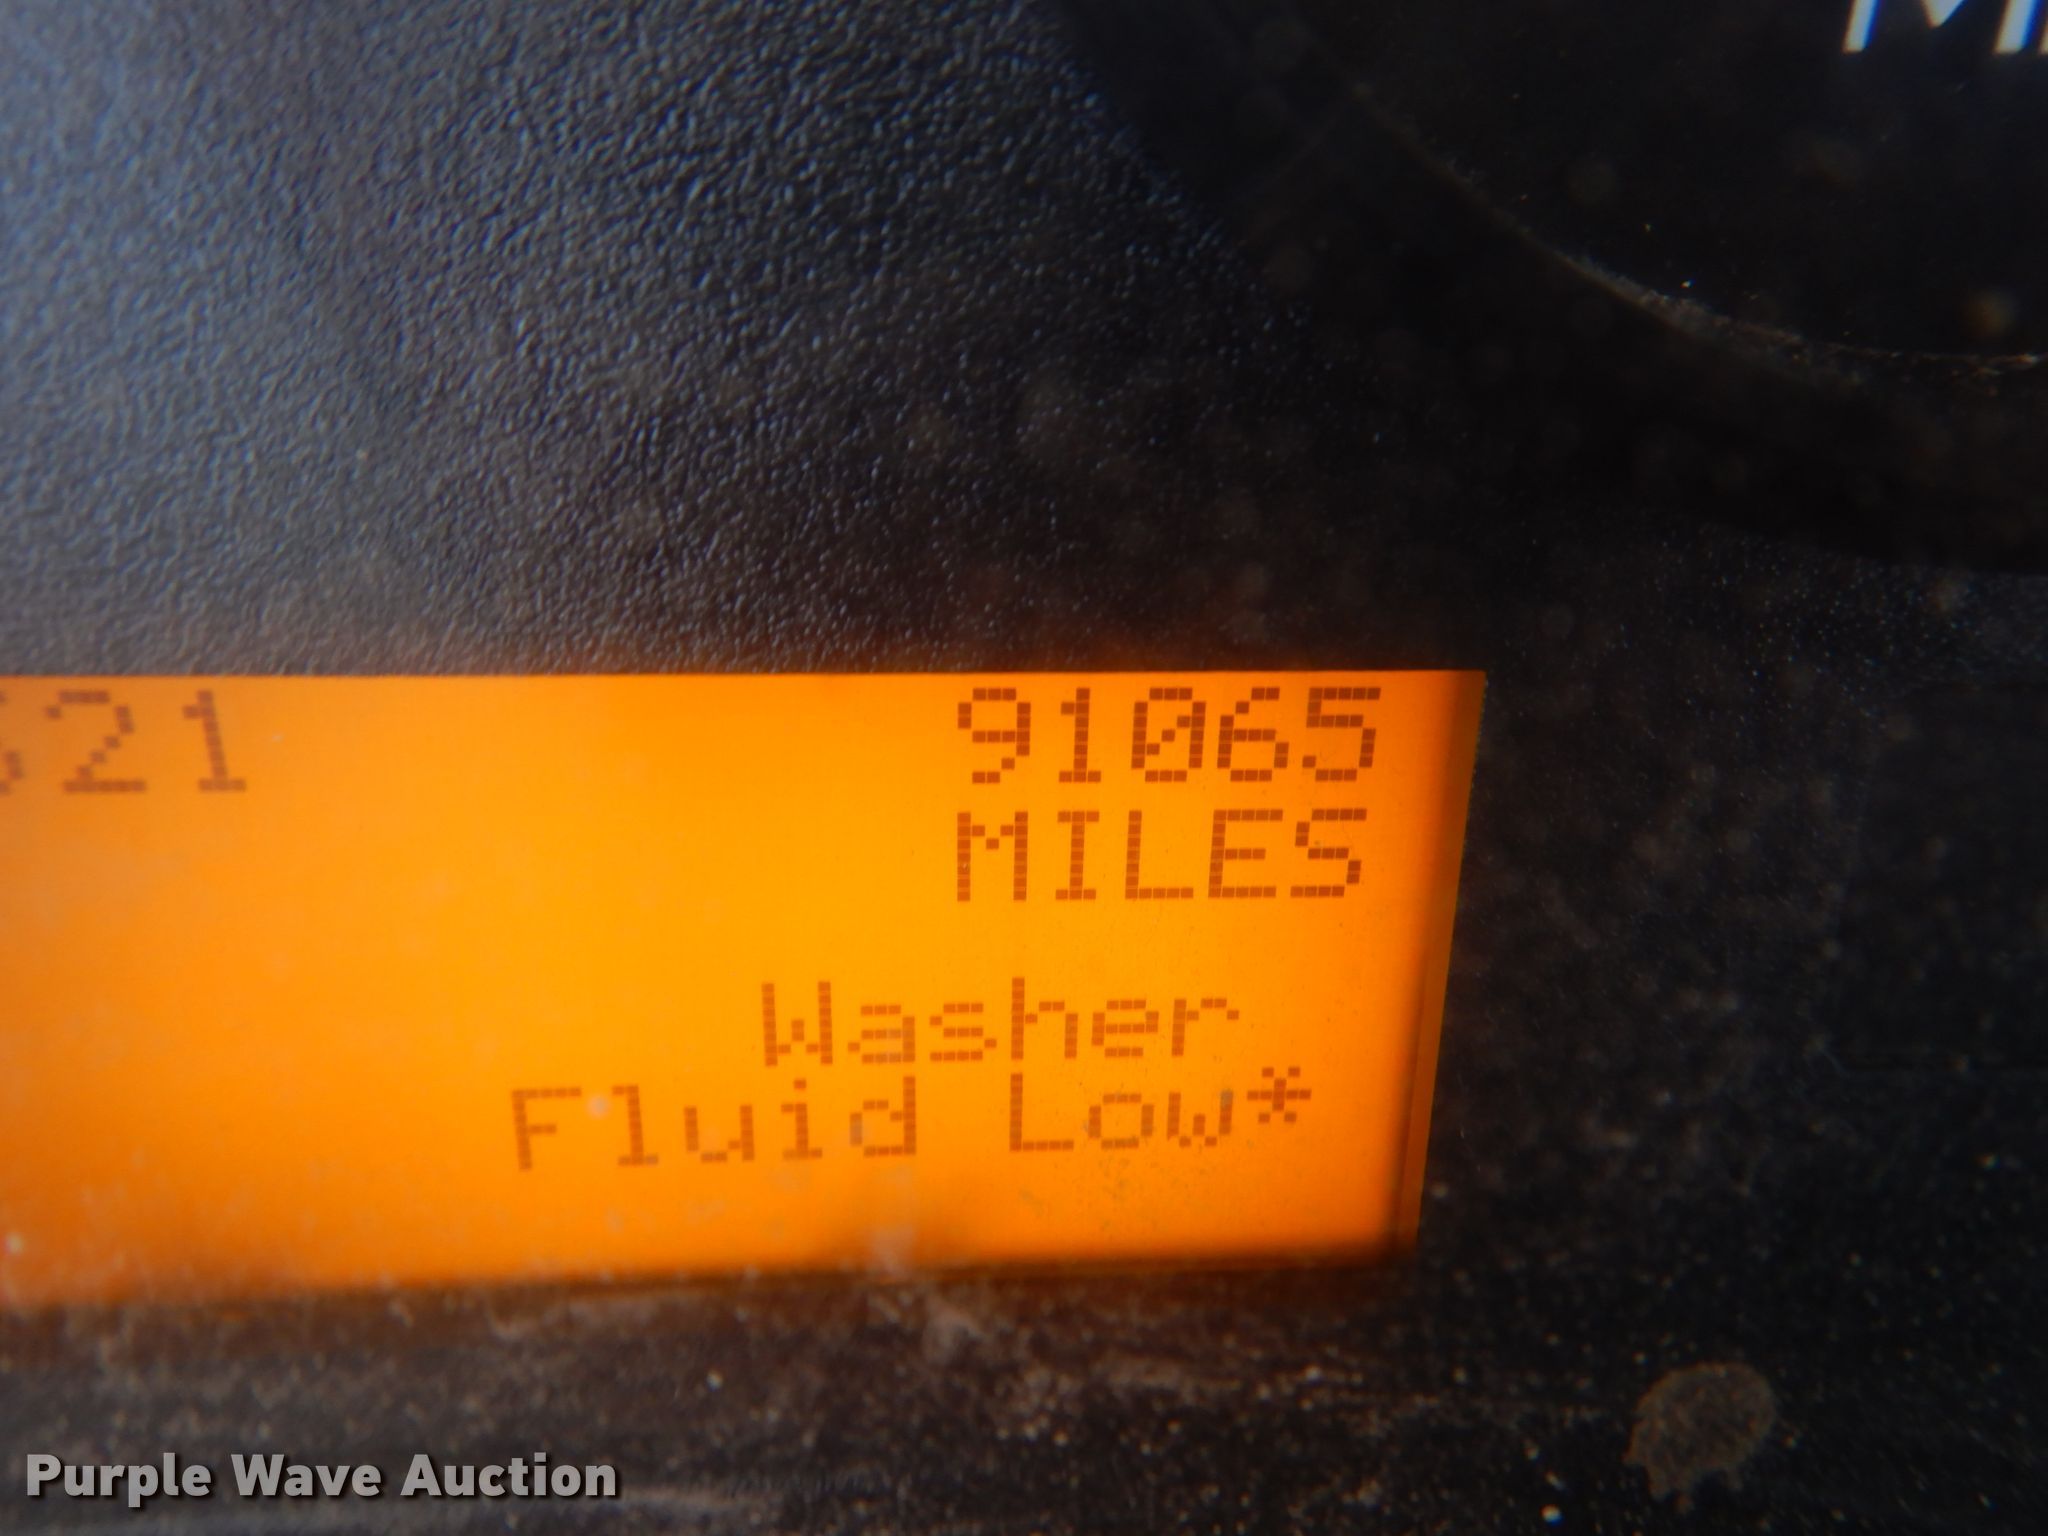 21 91065
MILES
Washer
Fluid Low*
Purple Wave Auction